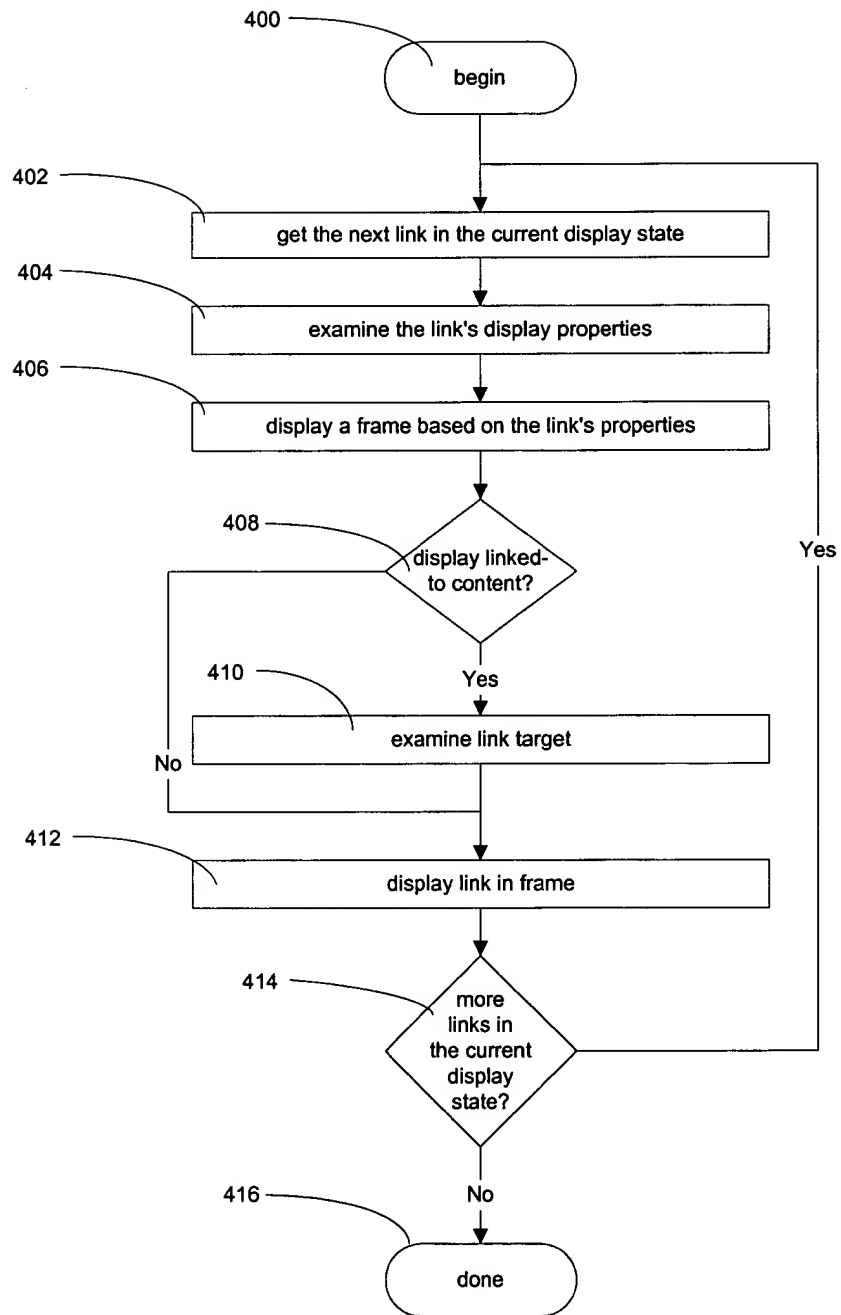 400
begin
402
get the next link in the current display state
404
examine the link's display properties
406
display a frame based on the link's properties
408
display linked-
to content?
Yes
Yes
410
examine link target
No
412
display link in frame
414
more
links in
the current
display
state?
No
416
done